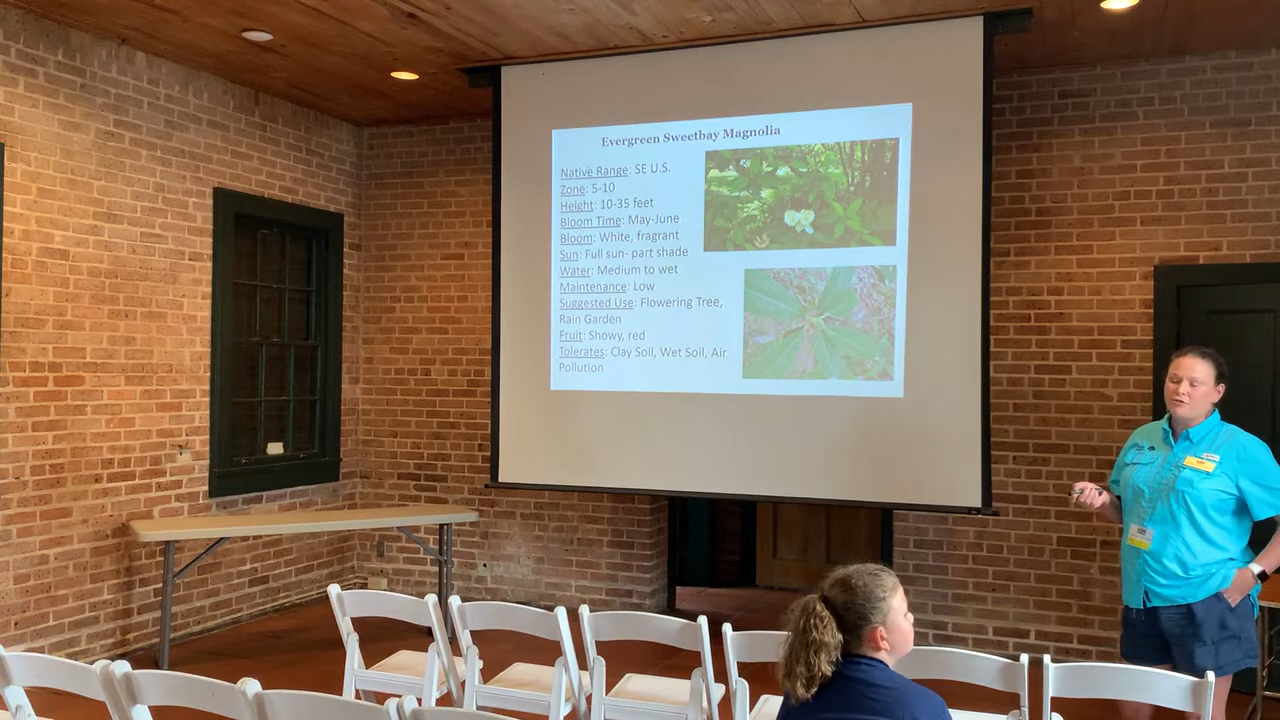 Evergreen Sweetbay Magnolia
Native Range: SE U.S.
Zone: 5-10
Height: 10-35 feet
Bloom Time: May-June
Bloom: White, fragrant
Sun: Full sun- part shade
Water: Medium to wet
Maintenance: Low
Suggested Use: Flowering Tree,
Rain Garden
Fruit: Showy, red
Tolerates: Clay Soil, Wet Soil, Air
Pollution